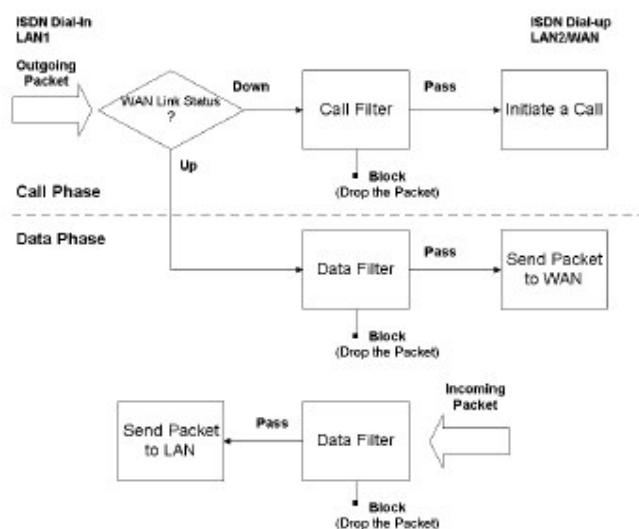 ISDN Dial-in
LAN1
ISDN Dial-up
LAN2/WAN
Outgoing
Packet
WAN Link Status
?
Down
Call Filter
Pass
Initiate a Call
Up
Block
(Drop the Packet)
Call Phase
Data Phase
Data Filter
Pass
Send Packet
to WAN
Block
(Drop the Packet)
Incoming
Packet
Send Packet
to LAN
Pass
Data Filter
Block
(Drop the Packet)